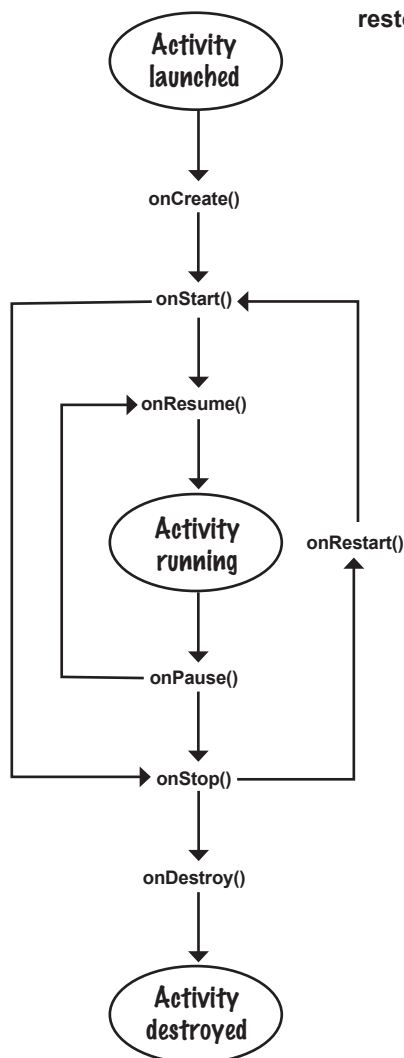 Activity
launched
onCreate()
onStart()
onResume()
Activity
running
onRestart()
onPause()
onStop()
onDestroy()
Activity
destroyed